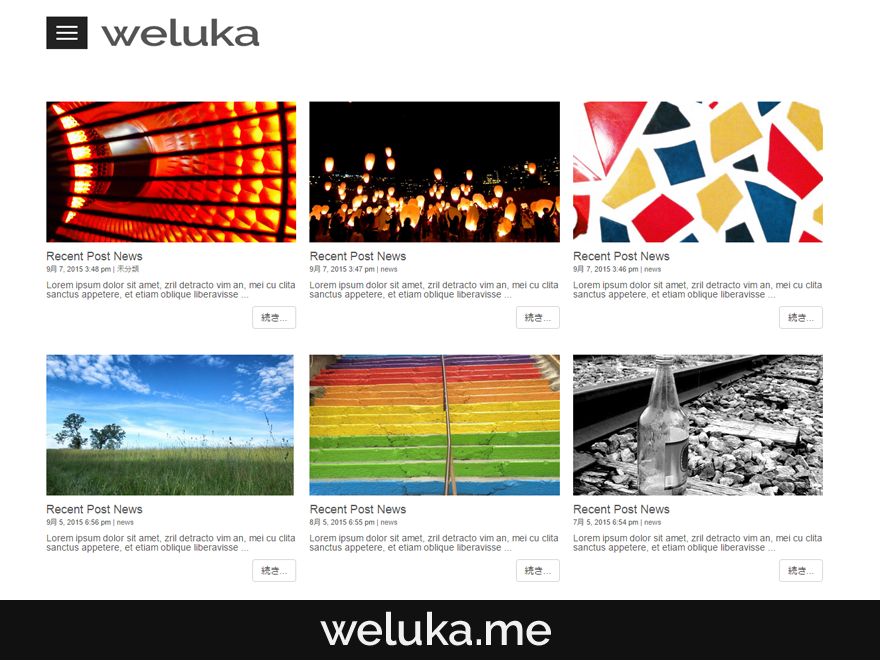 weluka
Recent Post News
9月 7, 2015 3:48 pm | 未分類
Lorem ipsum dolor sit amet, zril detracto vim an, mei cu clita
sanctus appetere, et etiam oblique liberavisse ...
続き...
Recent Post News
9月 7, 2015 3:47 pm | news
Lorem ipsum dolor sit amet, zril detracto vim an, mei cu clita
sanctus appetere, et etiam oblique liberavisse ...
続き...
Recent Post News
9月 7, 2015 3:46 pm | news
Lorem ipsum dolor sit amet, zril detracto vim an, mei cu clita
sanctus appetere, et etiam oblique liberavisse ...
続き...
Recent Post News
9月 5, 2015 6:56 pm | news
Lorem ipsum dolor sit amet, zril detracto vim an, mei cu clita
sanctus appetere, et etiam oblique liberavisse ...
続き...
Recent Post News
8月 5, 2015 6:55 pm | news
Lorem ipsum dolor sit amet, zril detracto vim an, mei cu clita
sanctus appetere, et etiam oblique liberavisse ...
続き...
Recent Post News
7月 5, 2015 6:54 pm | news
Lorem ipsum dolor sit amet, zril detracto vim an, mei cu clita
sanctus appetere, et etiam oblique liberavisse ...
続き...
weluka.me